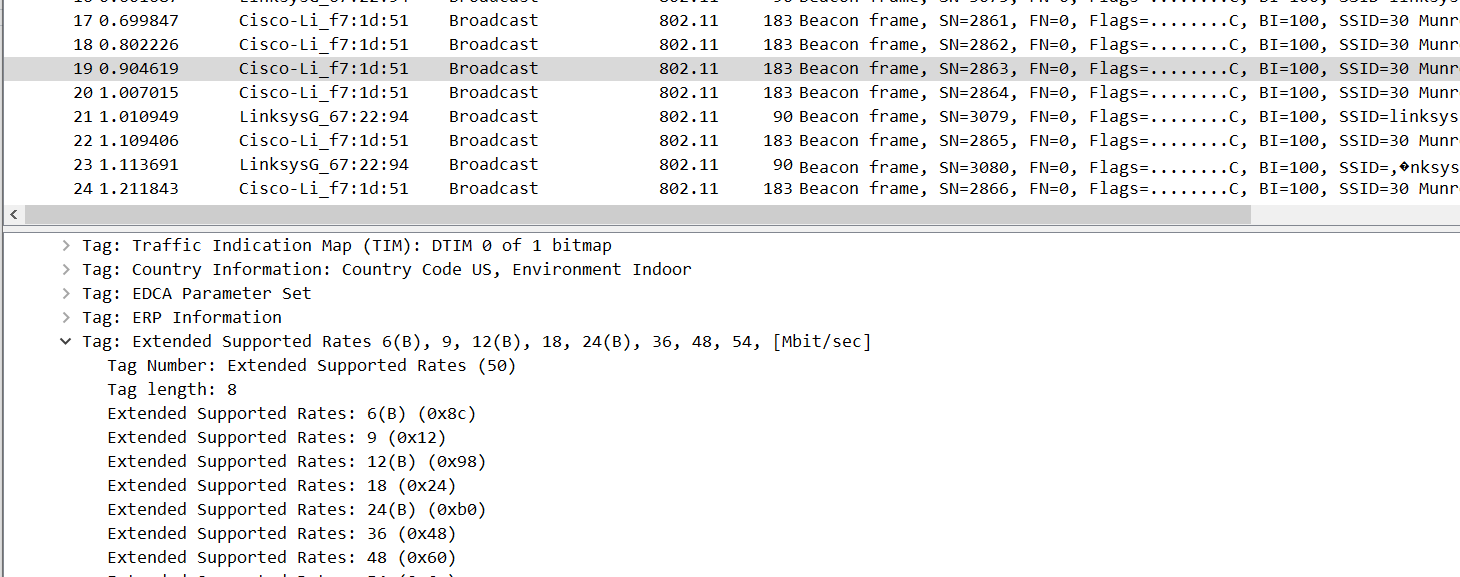 17 0.699847 Cisco-Li_f7:1d:51 Broadcast 802.11 183 Beacon frame, SN=2861, FN=0, Flags=........C, BI=100, SSID=30 Munr
18 0.802226 Cisco-Li_f7:1d:51 Broadcast 802.11 183 Beacon frame, SN=2862, FN=0, Flags=........C, BI=100, SSID=30 Munr
19 0.904619 Cisco-Li_f7:1d:51 Broadcast 802.11 183 Beacon frame, SN=2863, FN=0, Flags=........C, BI=100, SSID=30 Munr
20 1.007015 Cisco-Li_f7:1d:51 Broadcast 802.11 183 Beacon frame, SN=2864, FN=0, Flags=........C, BI=100, SSID=30 Munr
21 1.010949 LinksysG_67:22:94 Broadcast 802.11 90 Beacon frame, SN=3079, FN=0, Flags=........C, BI=100, SSID=linksys
22 1.109406 Cisco-Li_f7:1d:51 Broadcast 802.11 183 Beacon frame, SN=2865, FN=0, Flags=........C, BI=100, SSID=30 Munr
23 1.113691 LinksysG_67:22:94 Broadcast 802.11 90 Beacon frame, SN=3080, FN=0, Flags=........C, BI=100, SSID=,�nksys
24 1.211843 Cisco-Li_f7:1d:51 Broadcast 802.11 183 Beacon frame, SN=2866, FN=0, Flags=........C, BI=100, SSID=30 Munr
Tag: Traffic Indication Map (TIM): DTIM 0 of 1 bitmap
Tag: Country Information: Country Code US, Environment Indoor
Tag: EDCA Parameter Set
Tag: ERP Information
Tag: Extended Supported Rates 6(B), 9, 12(B), 18, 24(B), 36, 48, 54, [Mbit/sec]
Tag Number: Extended Supported Rates (50)
Tag length: 8
Extended Supported Rates: 6(B) (0x8c)
Extended Supported Rates: 9 (0x12)
Extended Supported Rates: 12(B) (0x98)
Extended Supported Rates: 18 (0x24)
Extended Supported Rates: 24(B) (0xb0)
Extended Supported Rates: 36 (0x48)
Extended Supported Rates: 48 (0x60)